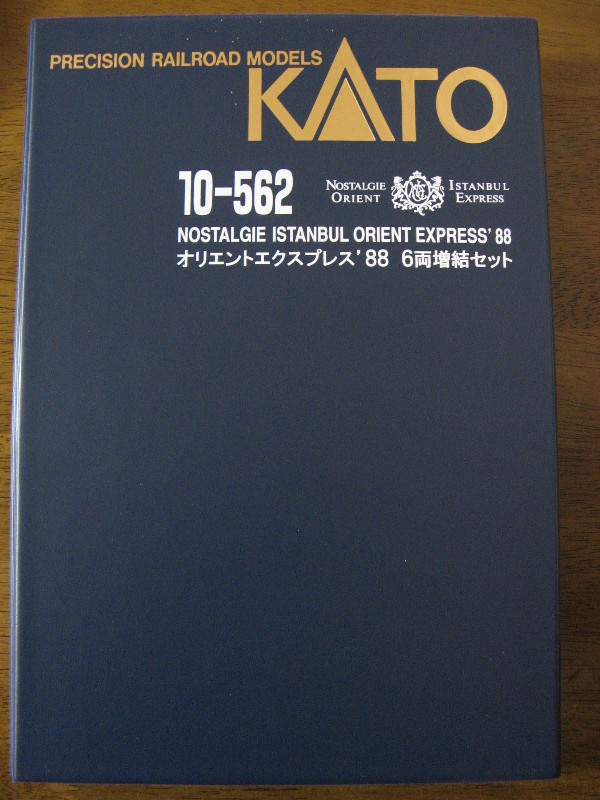 PRECISION RAILROAD MODELS
KATO
10-562
NOSTALGIE ISTANBUL
ORIENT EXPRESS
NOSTALGIE ISTANBUL ORIENT EXPRESS'88
オリエントエクスプレス'88 6両増結セット